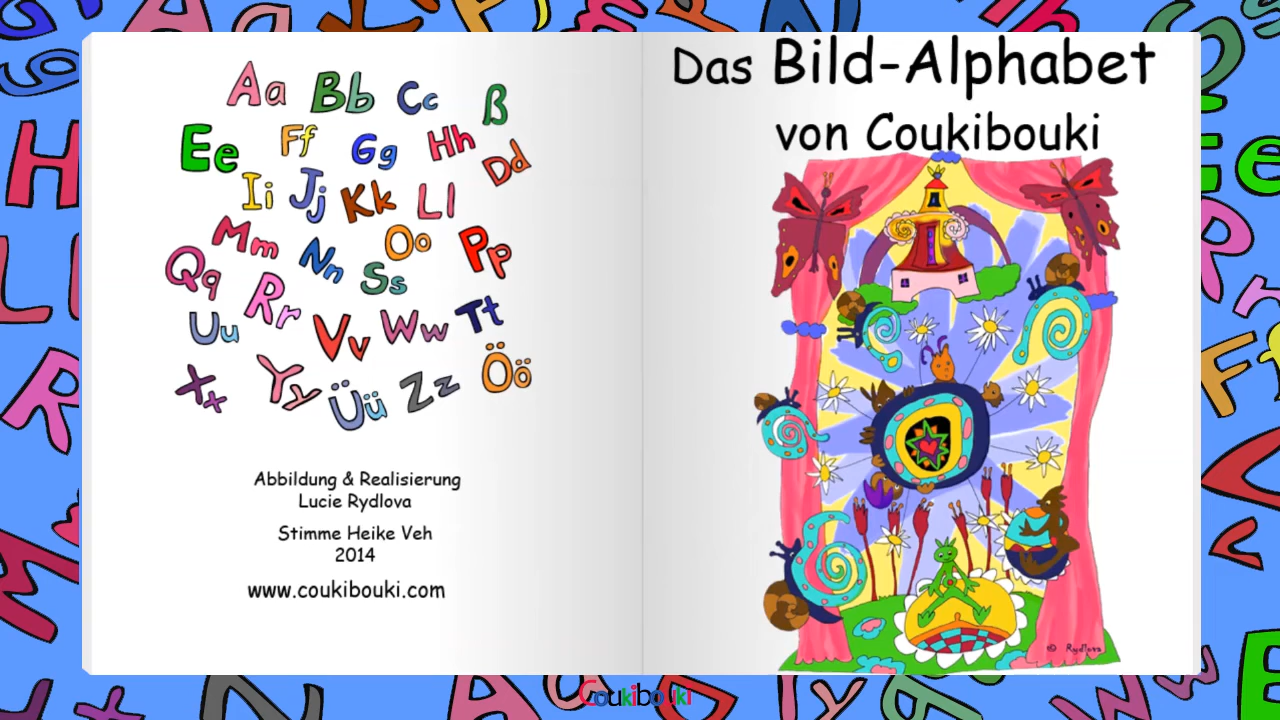 Aa Bb Cc ß
Ee Ff Gg Hh Dd
Ii Jj Kk Ll
Mm Nn Oo Pp
Qq Rr Ss
Uu Vv Ww Tt
Xx Yy Üü Zz Öö
Abbildung & Realisierung
Lucie Rydlova
Stimme Heike Veh
2014
www.coukibouki.com
Das Bild-Alphabet
von Coukibouki
© Rydlova
Coukibouki